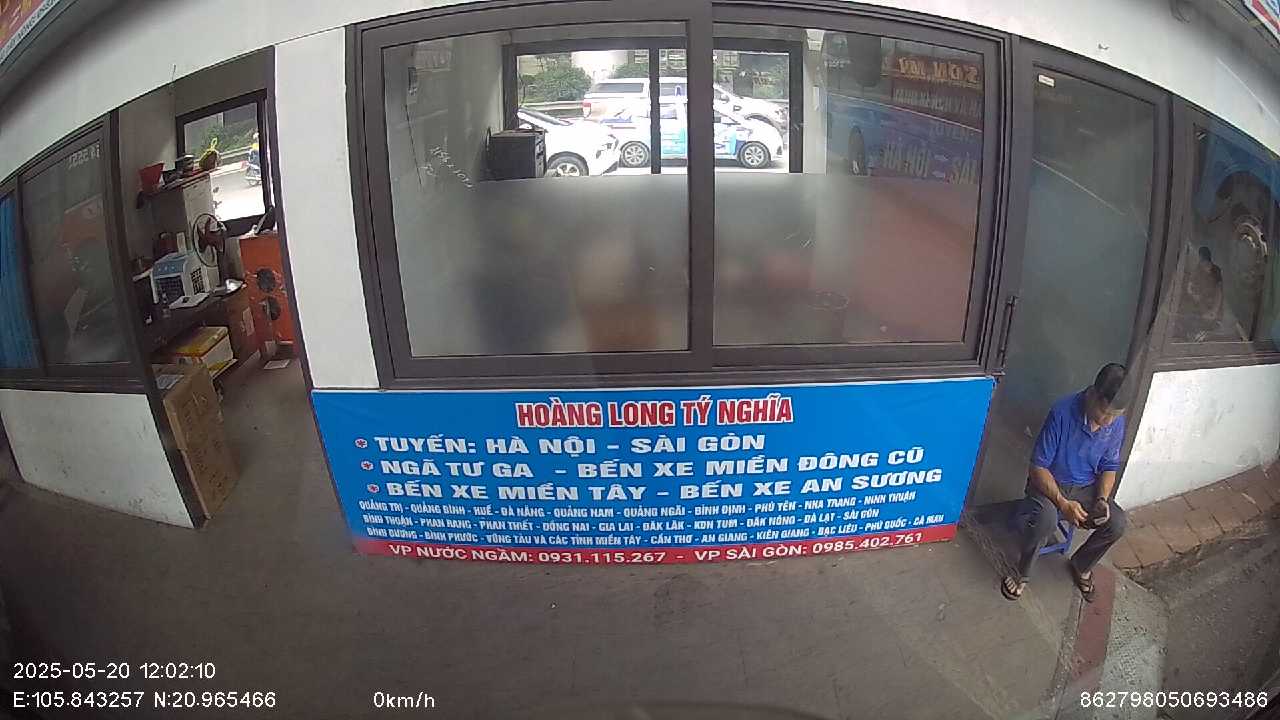 HOÀNG LONG TÝ NGHĨA
* TUYẾN: HÀ NỘI - SÀI GÒN
* NGÃ TƯ GA - BẾN XE MIỀN ĐÔNG CŨ
* BẾN XE MIỀN TÂY - BẾN XE AN SƯƠNG
QUẢNG TRỊ - QUẢNG BÌNH - HUẾ - ĐÀ NẴNG - QUẢNG NAM - QUẢNG NGÃI - BÌNH ĐỊNH - PHÚ YÊN - NHA TRANG - NINH THUẬN
BÌNH THUẬN - PHAN RANG - PHAN THIẾT - ĐỒNG NAI - GIA LAI - ĐĂK LĂK - KON TUM - ĐĂK NÔNG - ĐÀ LẠT - SÀI GÒN
BÌNH DƯƠNG - BÌNH PHƯỚC - VŨNG TÀU VÀ CÁC TỈNH MIỀN TÂY - CẦN THƠ - AN GIANG - KIÊN GIANG - BẠC LIÊU - PHÚ QUỐC - CÀ MAU
VP NƯỚC NGẦM: 0931.115.267 - VP SÀI GÒN: 0985.402.761
2025-05-20 12:02:10
E:105.843257 N:20.965466 0km/h 862798050693486